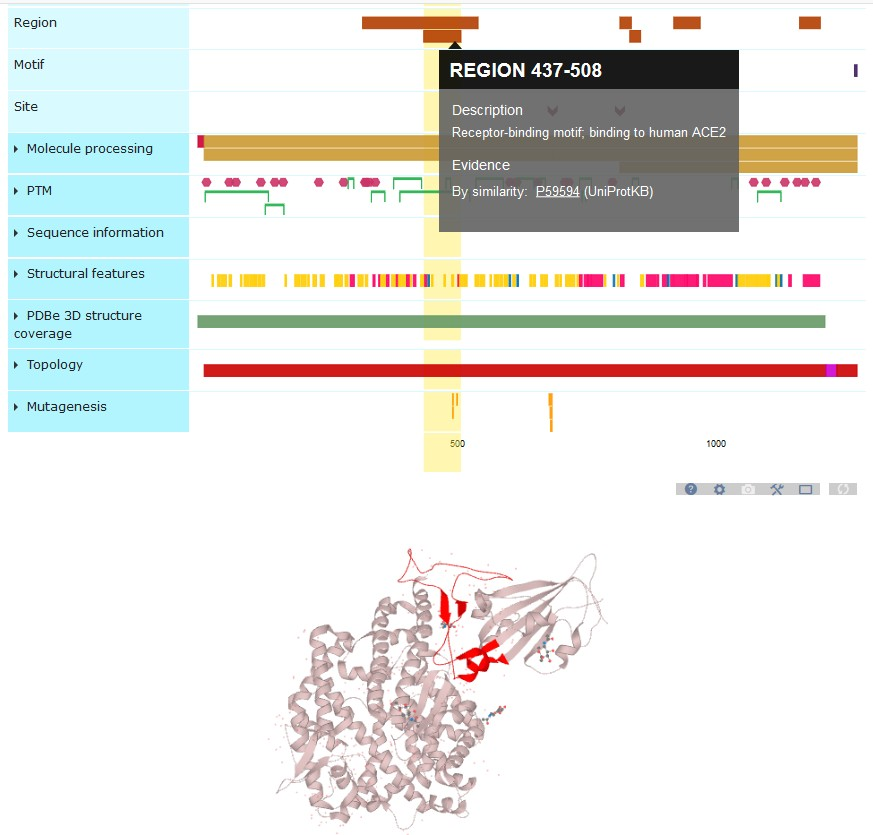 Region
REGION 437-508
Motif
Site
Description
Receptor-binding motif; binding to human ACE2
Molecule processing
Evidence
PTM
By similarity: P59594 (UniProtKB)
Sequence information
Structural features
PDBe 3D structure
coverage
Topology
Mutagenesis
500 1000
?